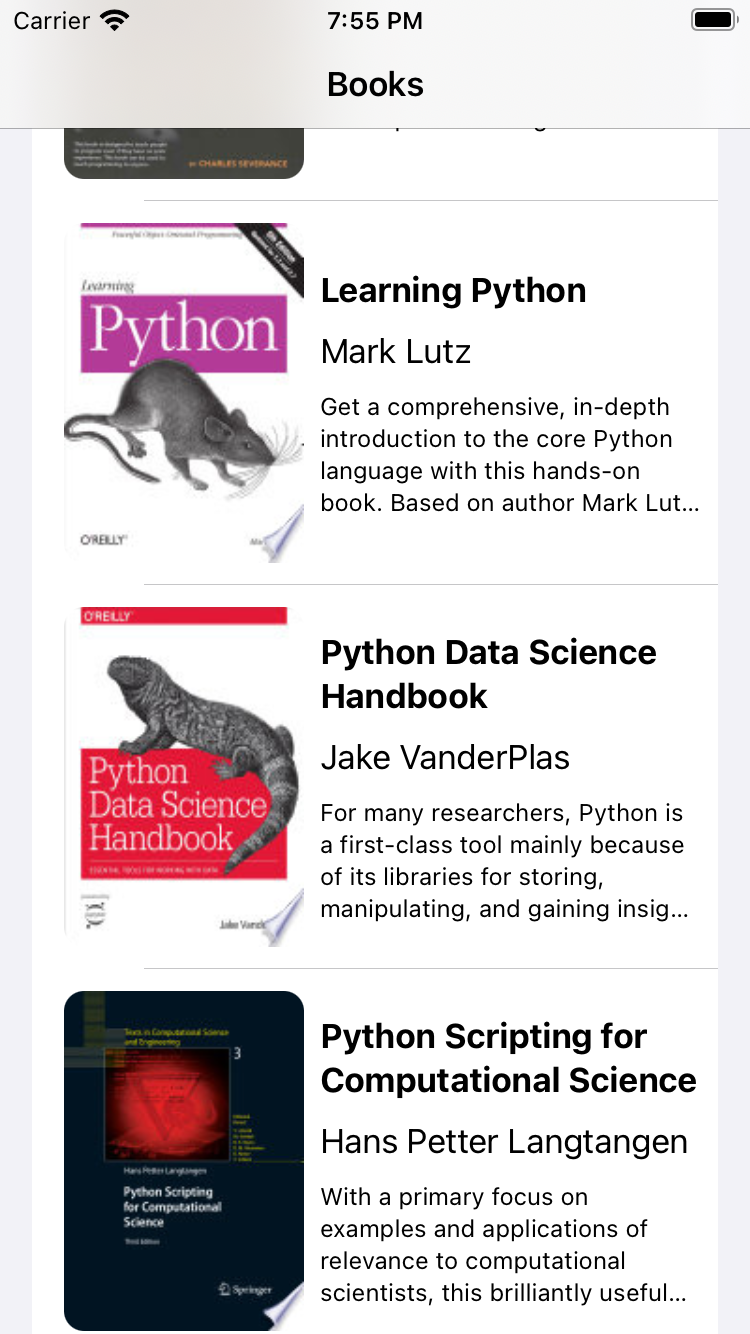 Carrier
7:55 PM
Books
BY CHARLES SEVERANCE
Powerful Object-Oriented Programming
5th Edition
Learning
Python
O'REILLY
Learning Python
Mark Lutz
Get a comprehensive, in-depth
introduction to the core Python
language with this hands-on
book. Based on author Mark Lut...
O'REILLY
Python
Data Science
Handbook
ESSENTIAL TOOLS FOR WORKING WITH DATA
Jake Vand
Python Data Science
Handbook
Jake VanderPlas
For many researchers, Python is
a first-class tool mainly because
of its libraries for storing,
manipulating, and gaining insig...
Texts in Computational Science
and Engineering
3
Hans Petter Langtangen
Python Scripting
for Computational
Science
Third Edition
Springer
Python Scripting for
Computational Science
Hans Petter Langtangen
With a primary focus on
examples and applications of
relevance to computational
scientists, this brilliantly useful...